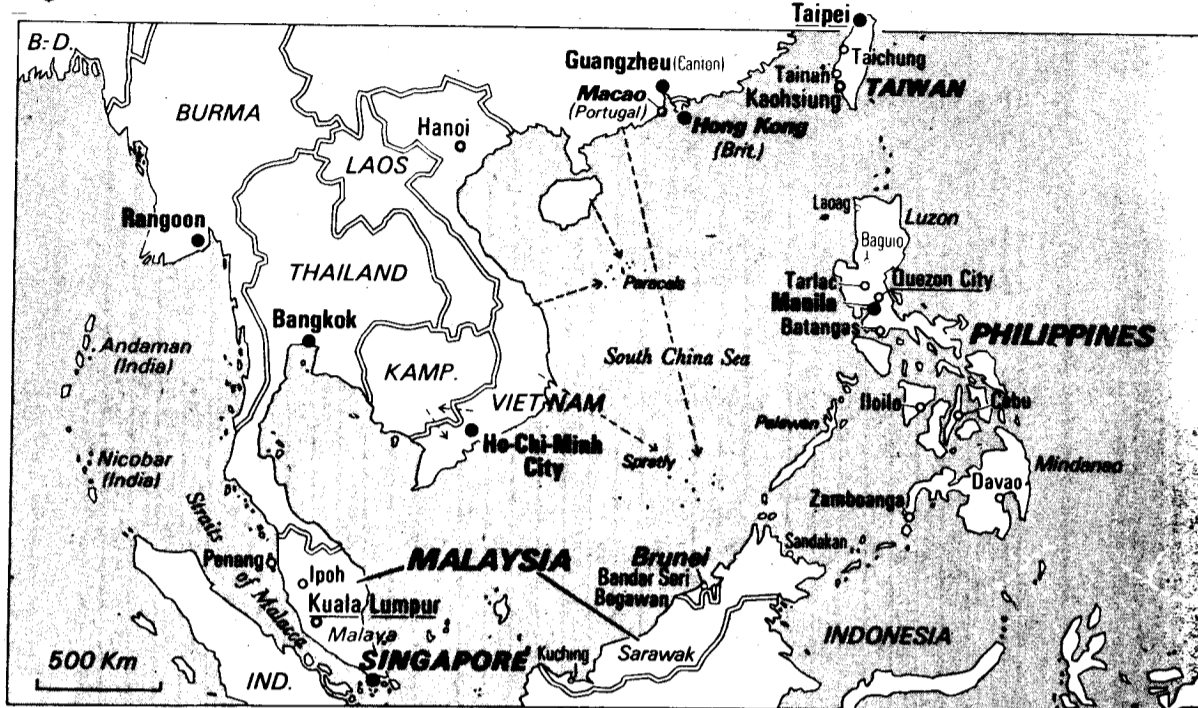 Taipei
B.-D.
Guangzheu (Canton)
Taichung
Tainan
TAIWAN
Macao
Kaohsiung
(Portugal)
BURMA
Hanoi
Hong Kong
(Brit.)
LAOS
Laoag
Luzon
Rangoon
Baguio
THAILAND
Paracels
Tarlac
Quezon City
Manila
Bangkok
Batangas
PHILIPPINES
Andaman
(India)
South China Sea
KAMP.
VIETNAM
Iloilo
Cebu
Palawan
Ho-Chi-Minh
City
Spratly
Nicobar
(India)
Mindanao
Davao
Zamboanga
Straits
of Malacca
Sandakan
Penang
MALAYSIA
Brunei
Ipoh
Bandar Seri
Begawan
Kuala Lumpur
Malaya
INDONESIA
500 Km
SINGAPORE
Kuching
Sarawak
IND.